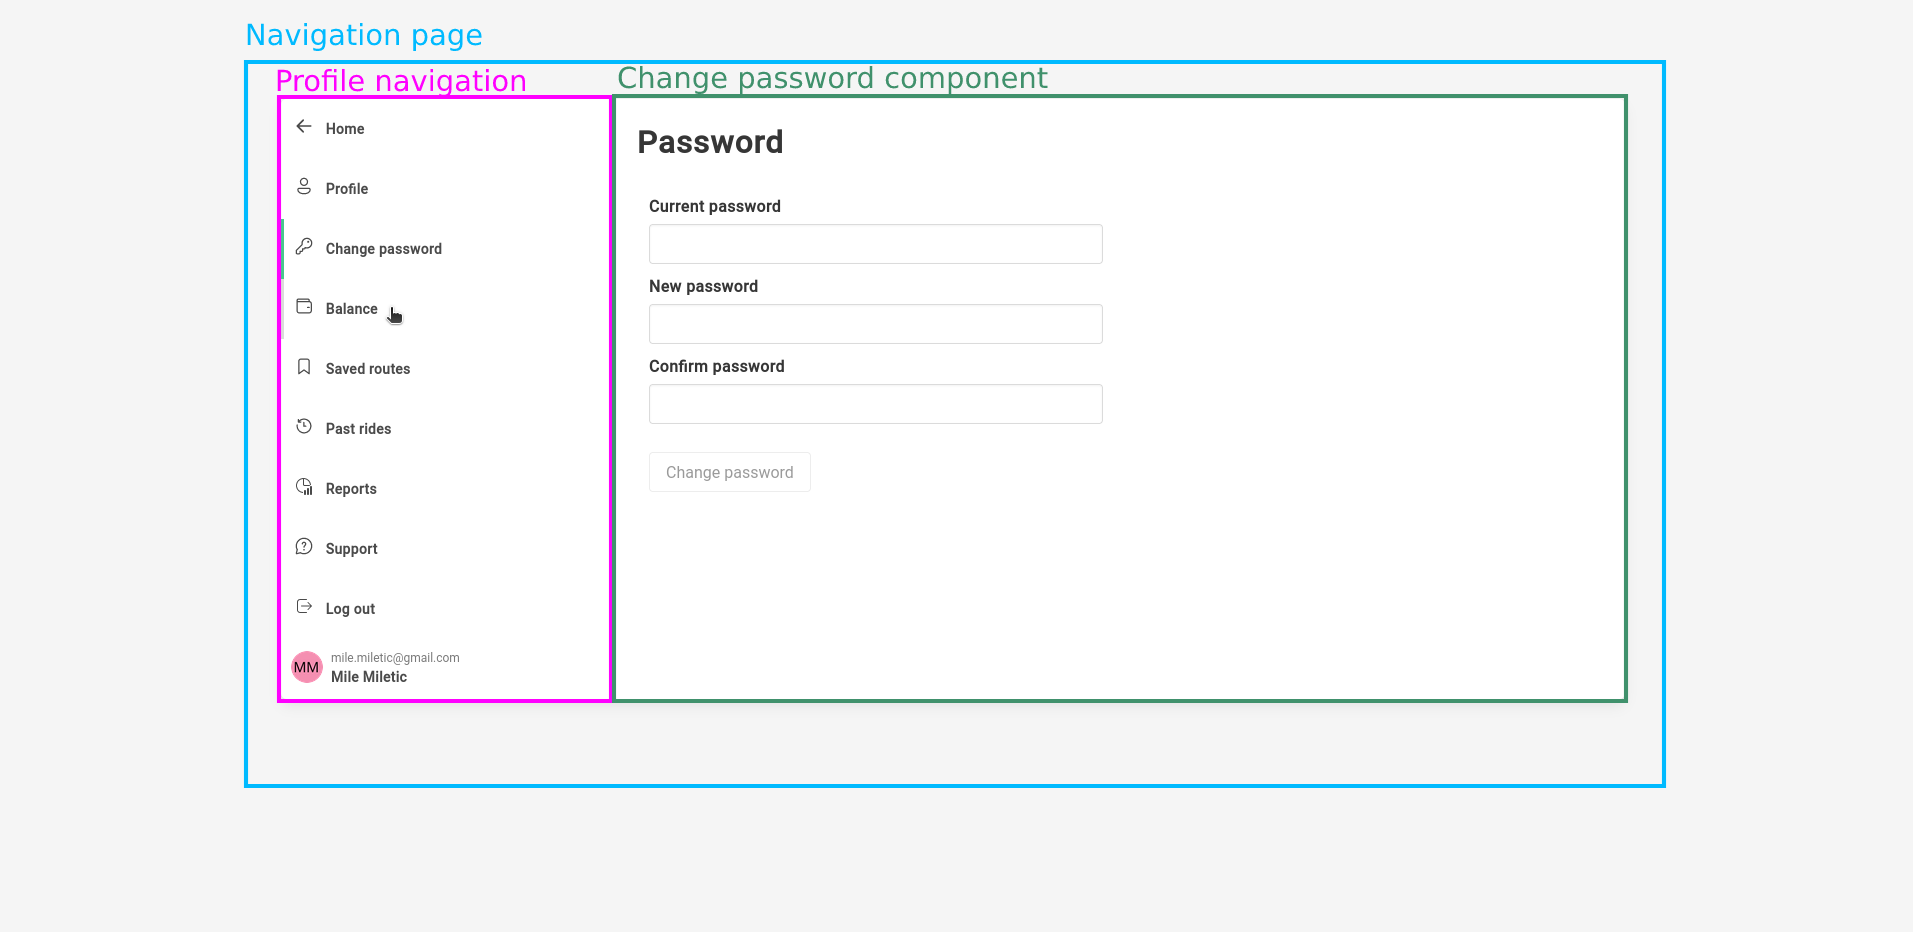 Navigation page
Profile navigation
Change password component
Home
Profile
Change password
Balance
Saved routes
Past rides
Reports
Support
Log out
MM
mile.miletic@gmail.com
Mile Miletic
Password
Current password
New password
Confirm password
Change password